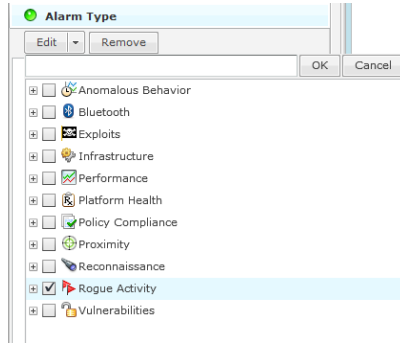 Alarm Type
Edit Remove
OK Cancel
Anomalous Behavior
Bluetooth
Exploits
Infrastructure
Performance
Platform Health
Policy Compliance
Proximity
Reconnaissance
Rogue Activity
Vulnerabilities